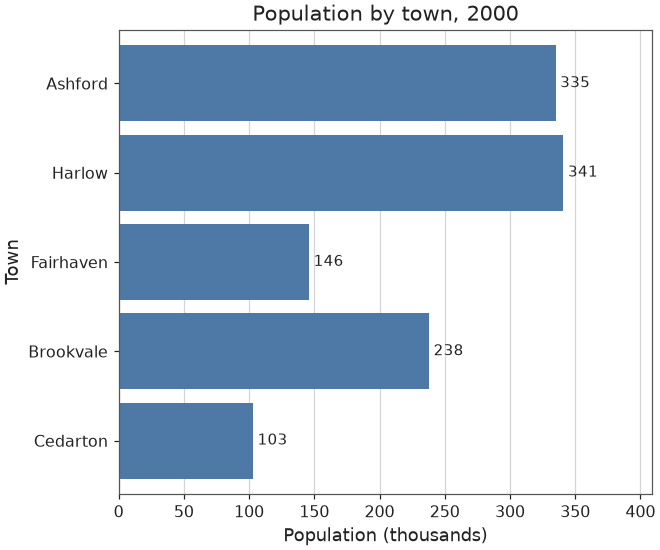 Population by town, 2000
Town
Ashford
335
Harlow
341
Fairhaven
146
Brookvale
238
Cedarton
103
0 50 100 150 200 250 300 350 400
Population (thousands)